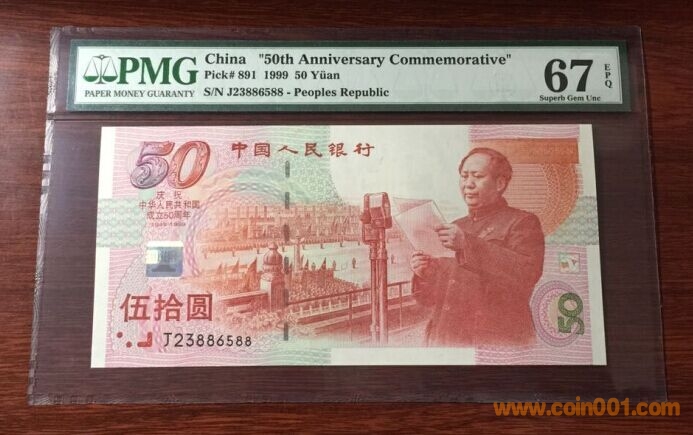 PMG
PAPER MONEY GUARANTY
China "50th Anniversary Commemorative"
Pick# 891 1999 50 Yüan
S/N J23886588 - Peoples Republic
67 EPQ
Superb Gem Unc
50
中国人民银行
庆祝
中华人民共和国
成立50周年
1949-1999
伍拾圆
J23886588
50
www.coin001.com